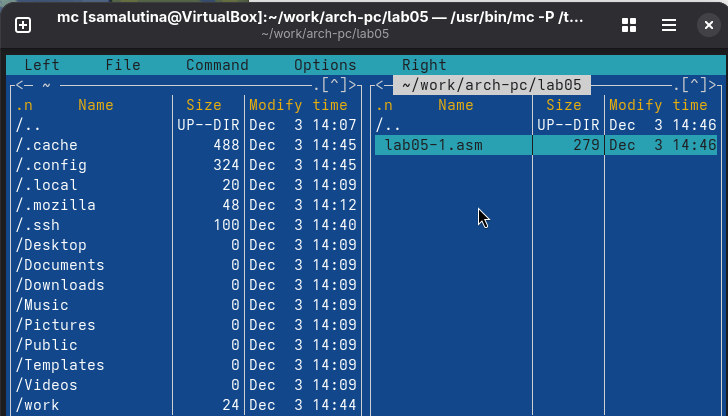 mc [samalutina@VirtualBox]:~/work/arch-pc/lab05 — /usr/bin/mc -P /t…
~/work/arch-pc/lab05
Left File Command Options Right
<— ~ .[^]>
.n Name Size Modify time
/.. UP--DIR Dec 3 14:07
/.cache 488 Dec 3 14:45
/.config 324 Dec 3 14:45
/.local 20 Dec 3 14:09
/.mozilla 48 Dec 3 14:12
/.ssh 100 Dec 3 14:40
/Desktop 0 Dec 3 14:09
/Documents 0 Dec 3 14:09
/Downloads 0 Dec 3 14:09
/Music 0 Dec 3 14:09
/Pictures 0 Dec 3 14:09
/Public 0 Dec 3 14:09
/Templates 0 Dec 3 14:09
/Videos 0 Dec 3 14:09
/work 24 Dec 3 14:44
<— ~/work/arch-pc/lab05 .[^]>
.n Name Size Modify time
/.. UP--DIR Dec 3 14:46
lab05-1.asm 279 Dec 3 14:46